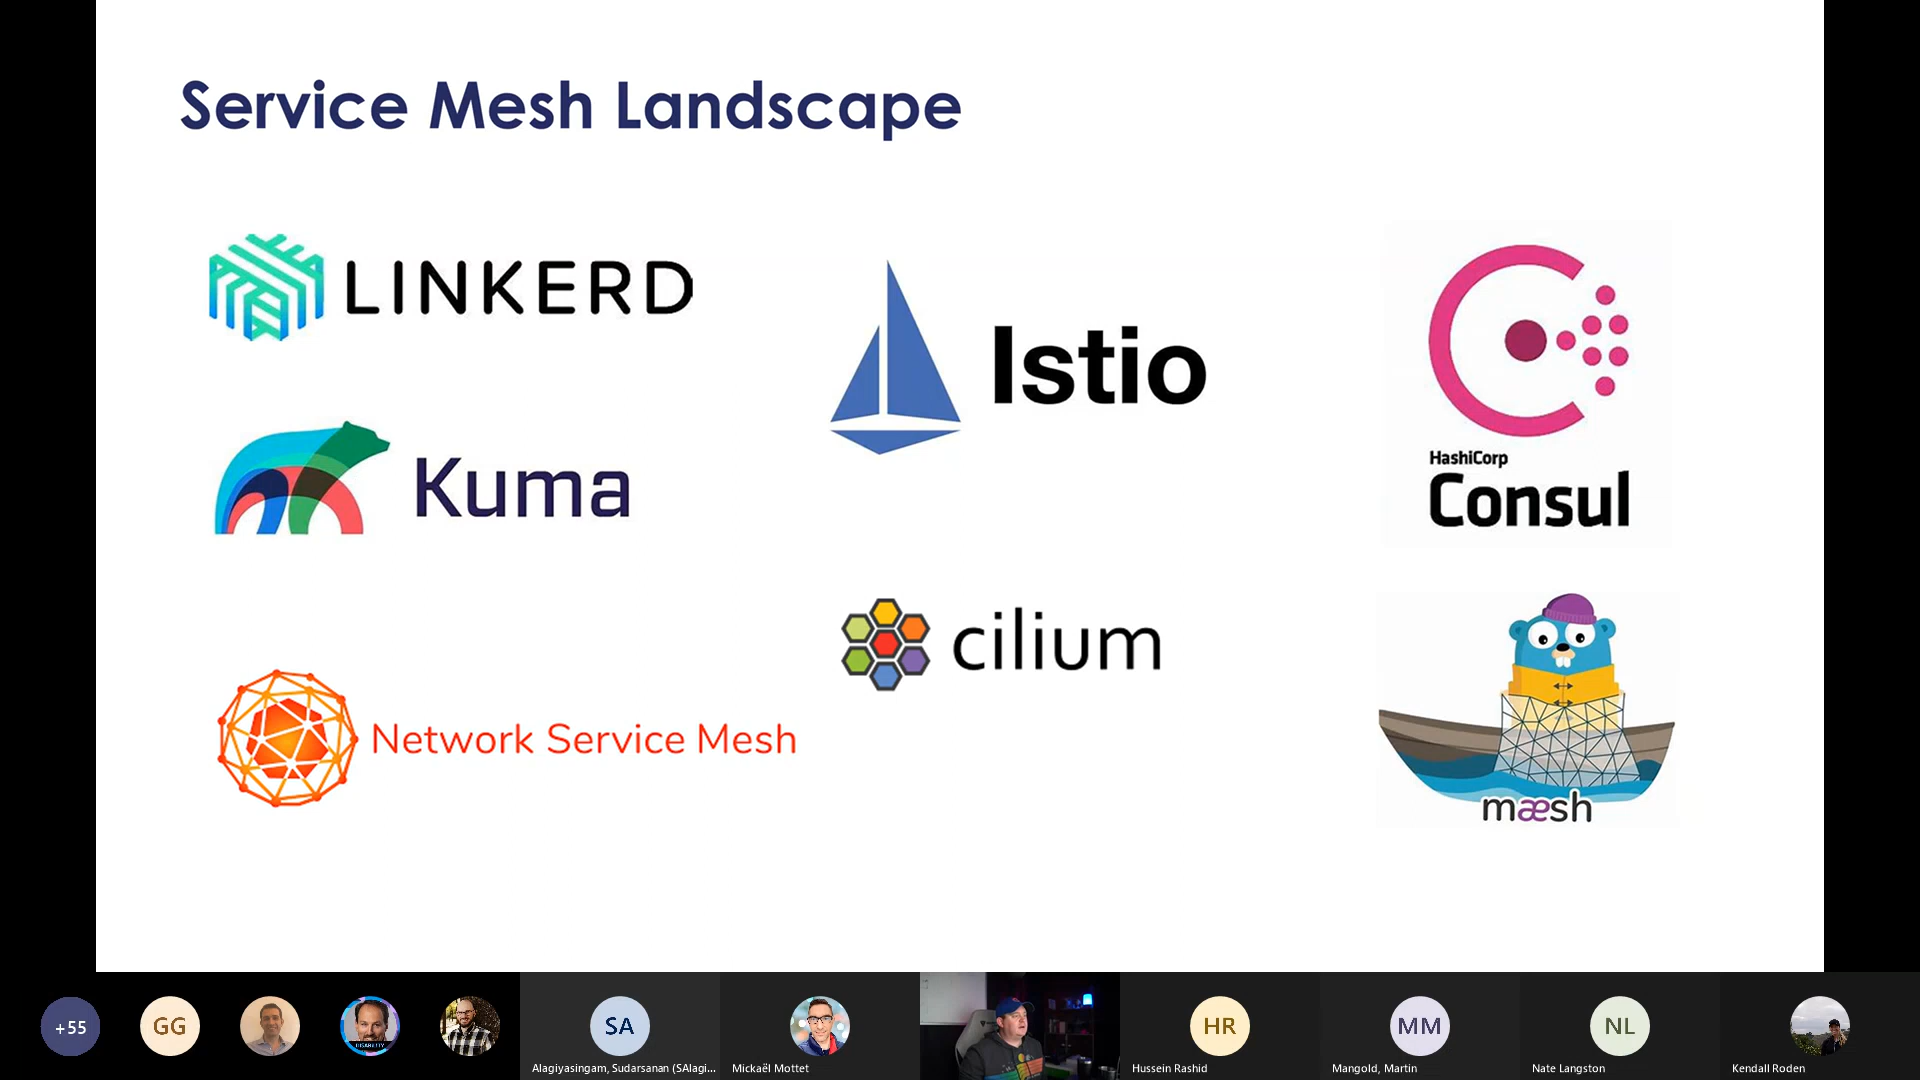 Service Mesh Landscape
LINKERD
Istio
HashiCorp
Consul
Kuma
cilium
Network Service Mesh
mæsh
+55
GG
SA
HR
MM
NL
Alagiyasingam, Sudarsanan (SAlagi...
Mickaël Mottet
Hussein Rashid
Mangold, Martin
Nate Langston
Kendall Roden